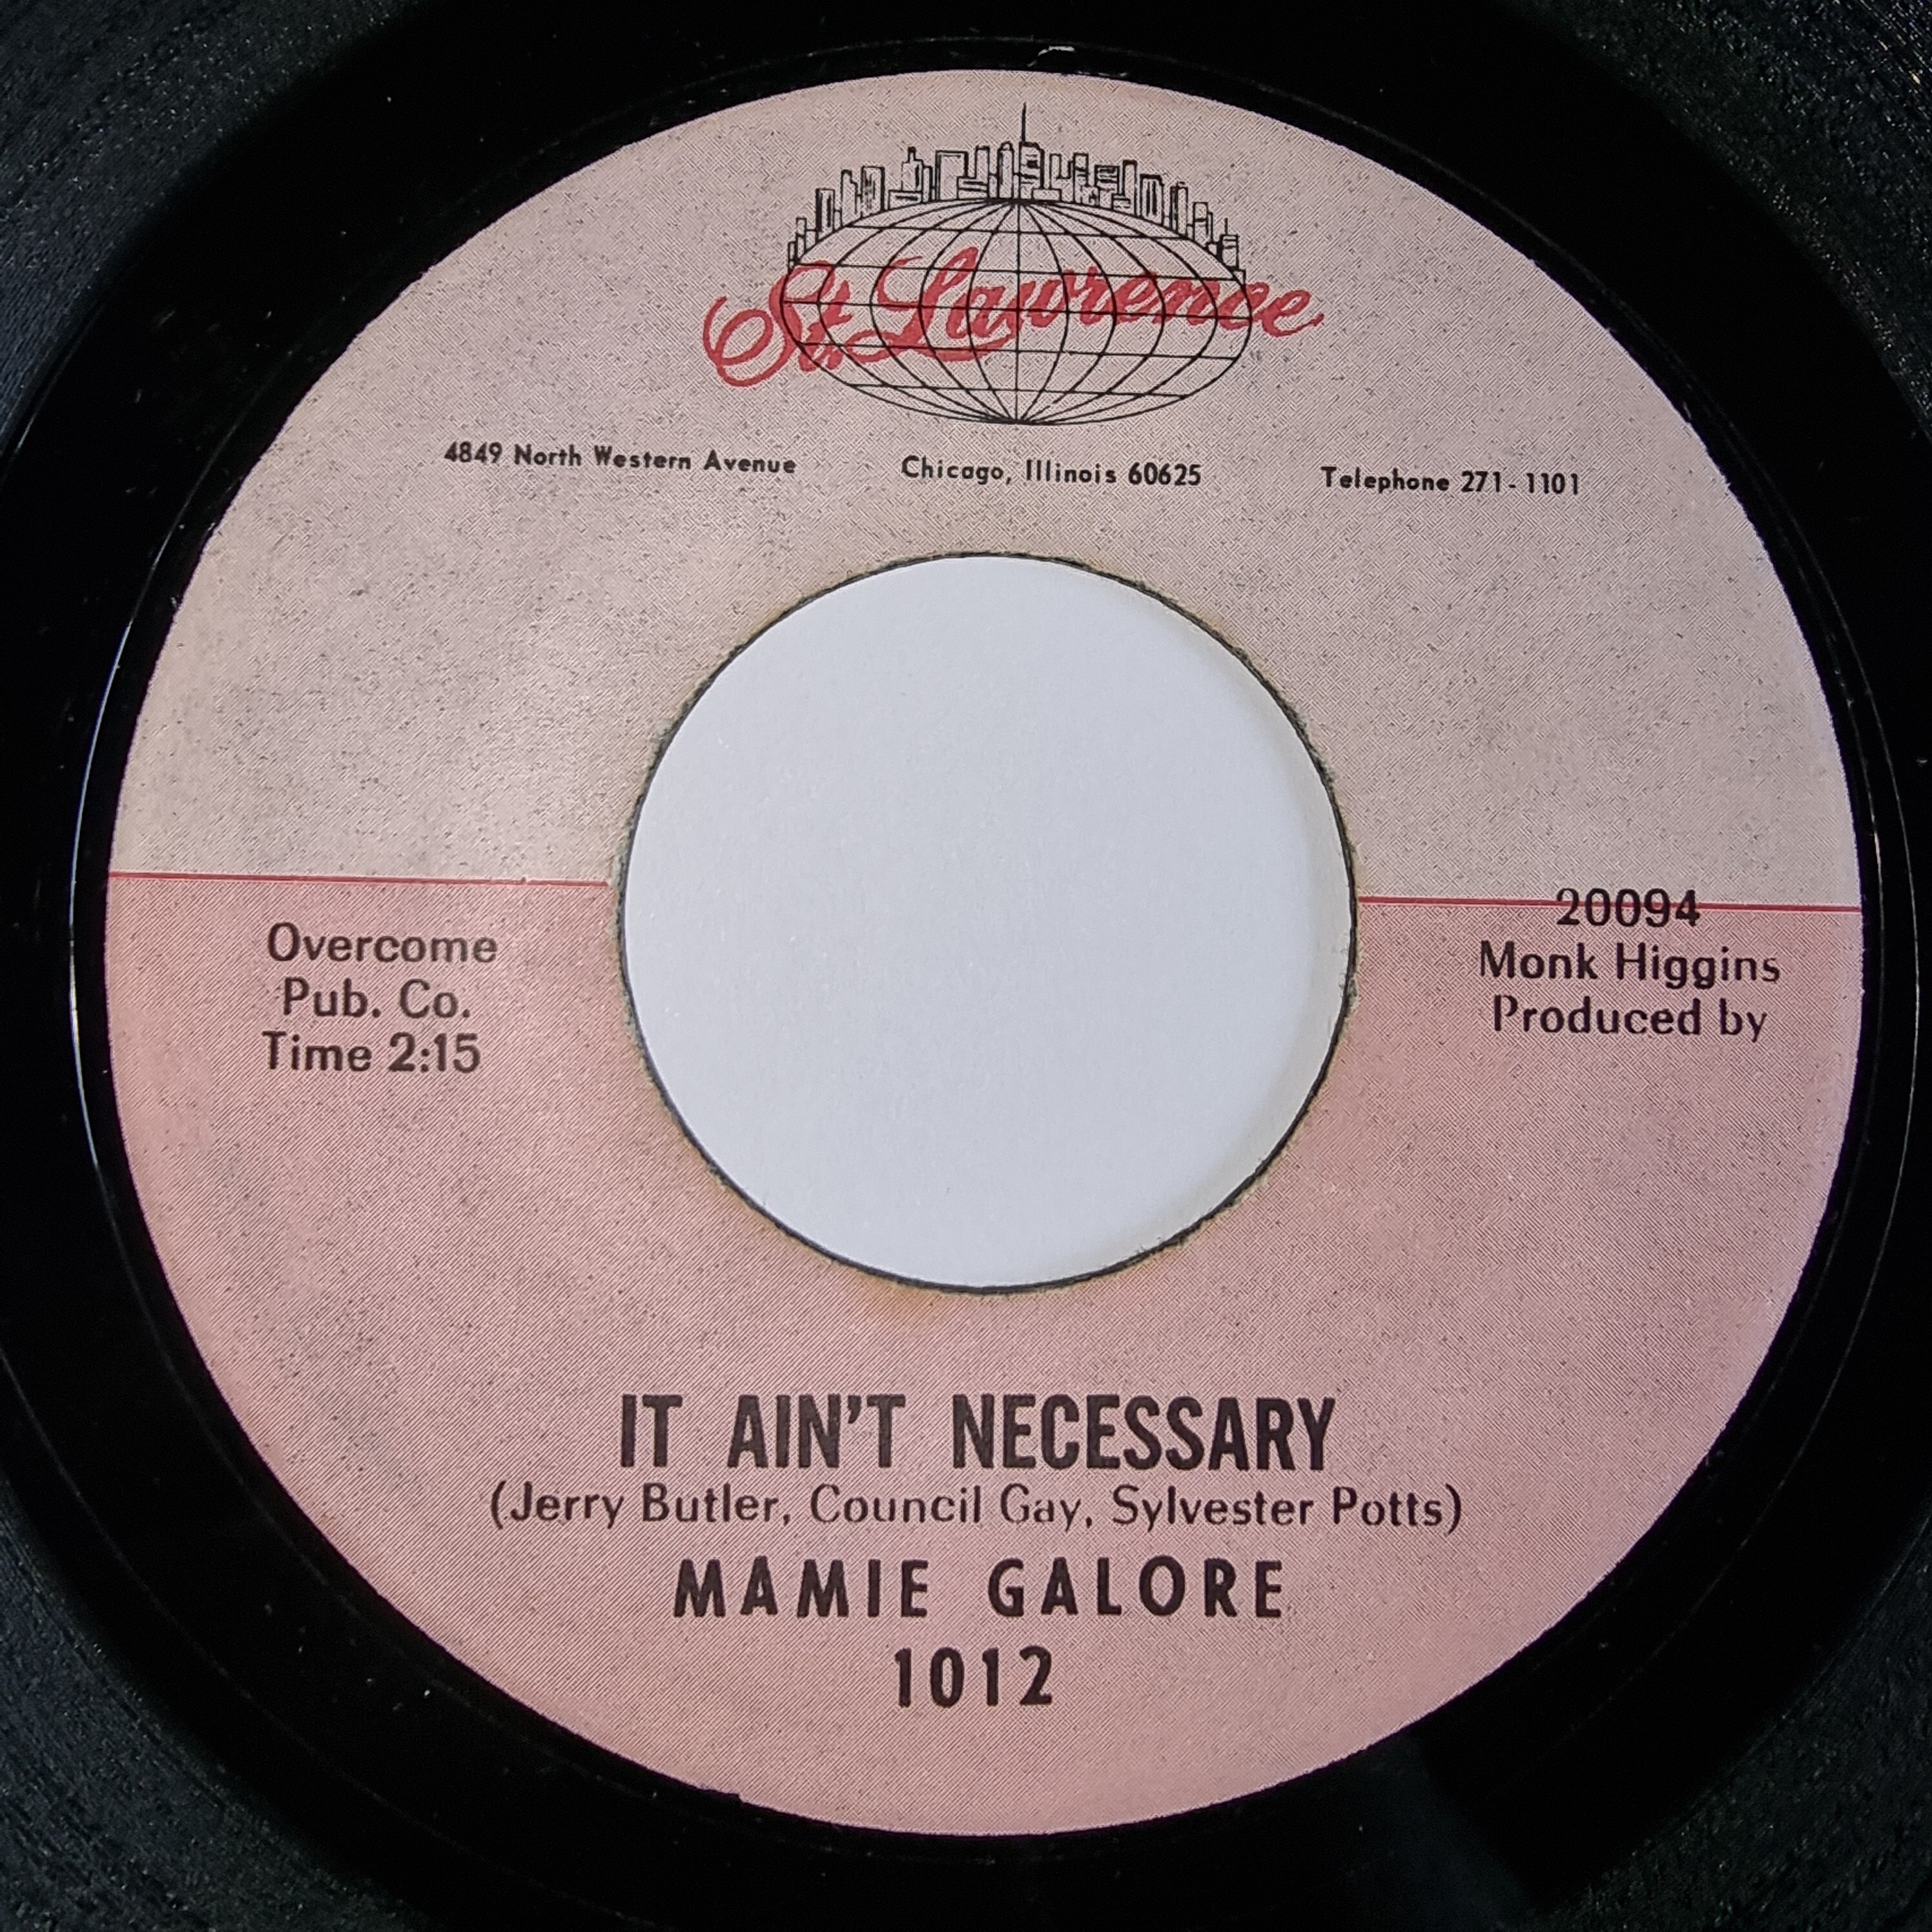 St. Lawrence
4849 North Western Avenue Chicago, Illinois 60625 Telephone 271-1101
Overcome
Pub. Co.
Time 2:15
20094
Monk Higgins
Produced by
IT AIN'T NECESSARY
(Jerry Butler, Council Gay, Sylvester Potts)
MAMIE GALORE
1012